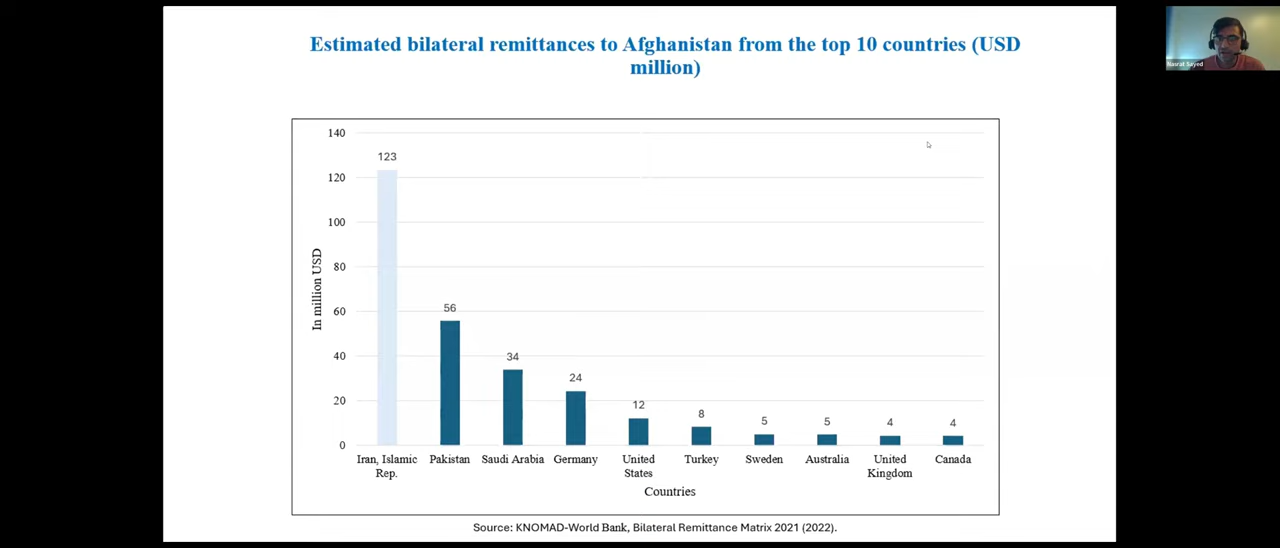 Estimated bilateral remittances to Afghanistan from the top 10 countries (USD
million)
Nasrat Sayed
140
120
100
80
60
40
20
0
In million USD
123
56
34
24
12
8
5
5
4
4
Iran, Islamic
Rep.
Pakistan
Saudi Arabia
Germany
United
States
Turkey
Sweden
Australia
United
Kingdom
Canada
Countries
Source: KNOMAD-World Bank, Bilateral Remittance Matrix 2021 (2022).